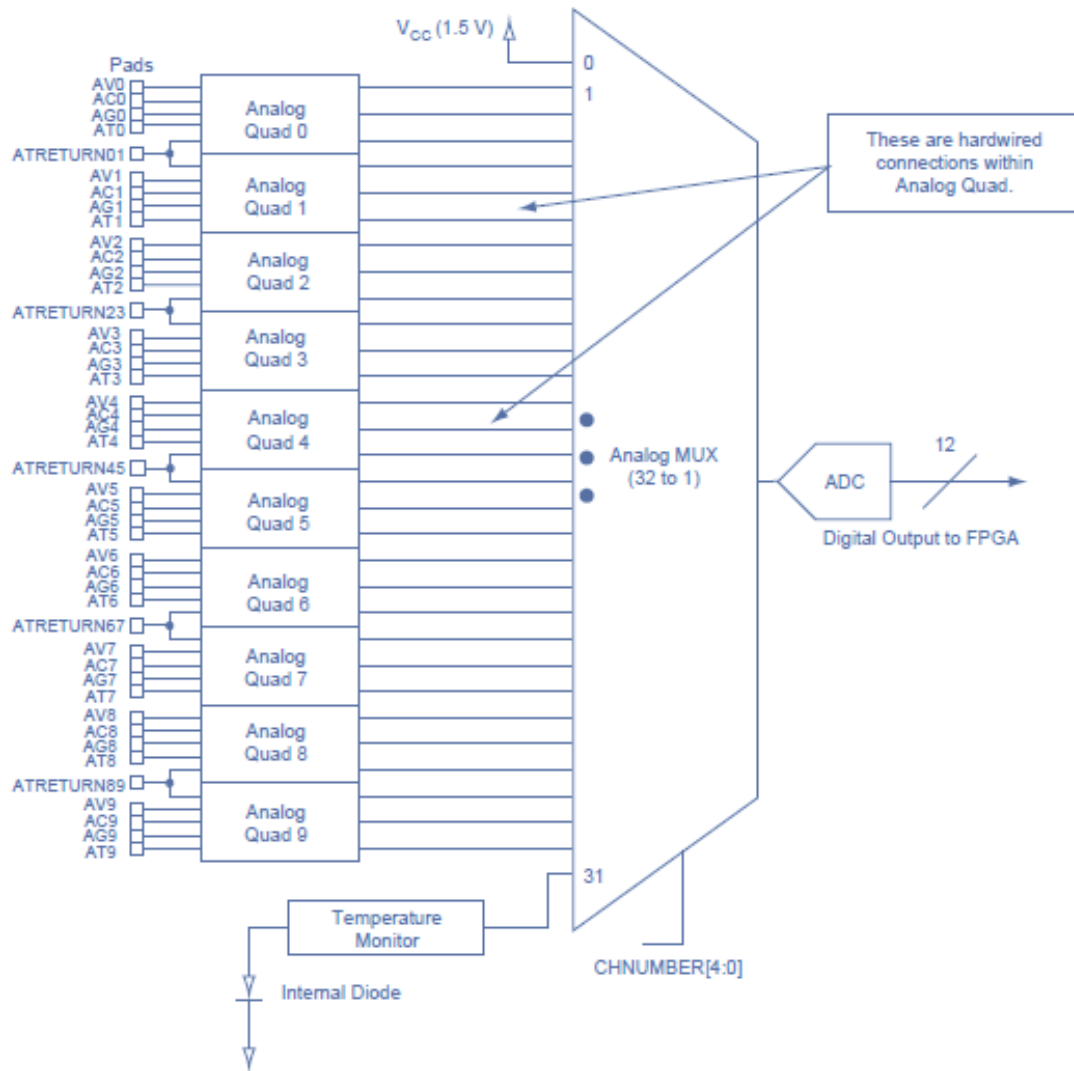 V_CC (1.5 V)
Pads
0
1
AV0
AC0
AG0
AT0
Analog
Quad 0
ATRETURN01
These are hardwired
connections within
Analog Quad.
AV1
AC1
AG1
AT1
Analog
Quad 1
AV2
AC2
AG2
AT2
Analog
Quad 2
ATRETURN23
AV3
AC3
AG3
AT3
Analog
Quad 3
AV4
AC4
AG4
AT4
Analog
Quad 4
Analog MUX
(32 to 1)
12
ADC
Digital Output to FPGA
ATRETURN45
AV5
AC5
AG5
AT5
Analog
Quad 5
AV6
AC6
AG6
AT6
Analog
Quad 6
ATRETURN67
AV7
AC7
AG7
AT7
Analog
Quad 7
AV8
AC8
AG8
AT8
Analog
Quad 8
ATRETURN89
AV9
AC9
AG9
AT9
Analog
Quad 9
31
Temperature
Monitor
CHNUMBER[4:0]
Internal Diode